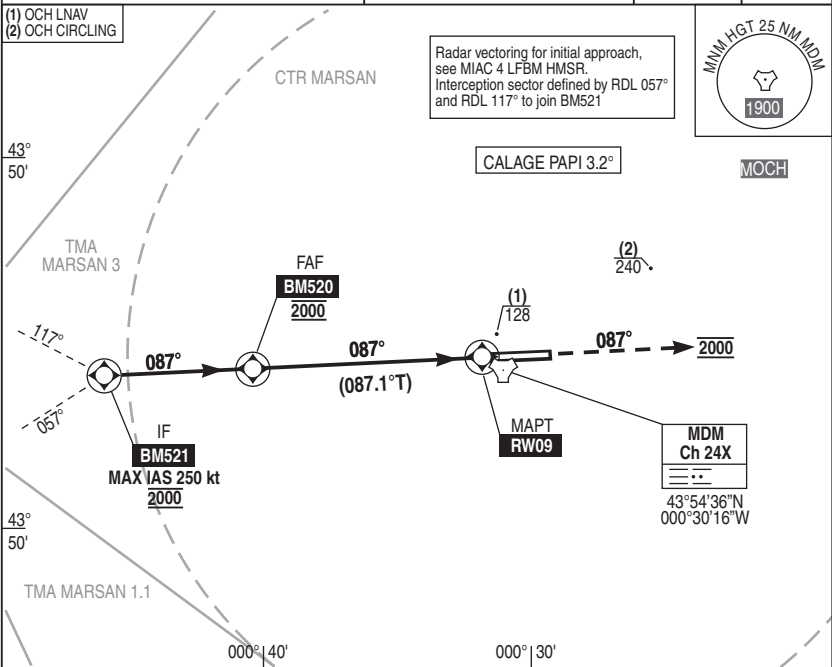 (1) OCH LNAV
(2) OCH CIRCLING
CTR MARSAN
Radar vectoring for initial approach,
see MIAC 4 LFBM HMSR.
Interception sector defined by RDL 057°
and RDL 117° to join BM521
MNM HGT 25 NM MDM
1900
43°
50'
CALAGE PAPI 3.2°
MOCH
TMA
MARSAN 3
FAF
BM520
2000
(1)
128
(2)
240
117°
057°
087°
087°
(087.1°T)
087°
2000
IF
BM521
MAX IAS 250 kt
2000
MAPT
RW09
MDM
Ch 24X
43°54'36"N
000°30'16"W
43°
50'
TMA MARSAN 1.1
000° 40'
000° 30'